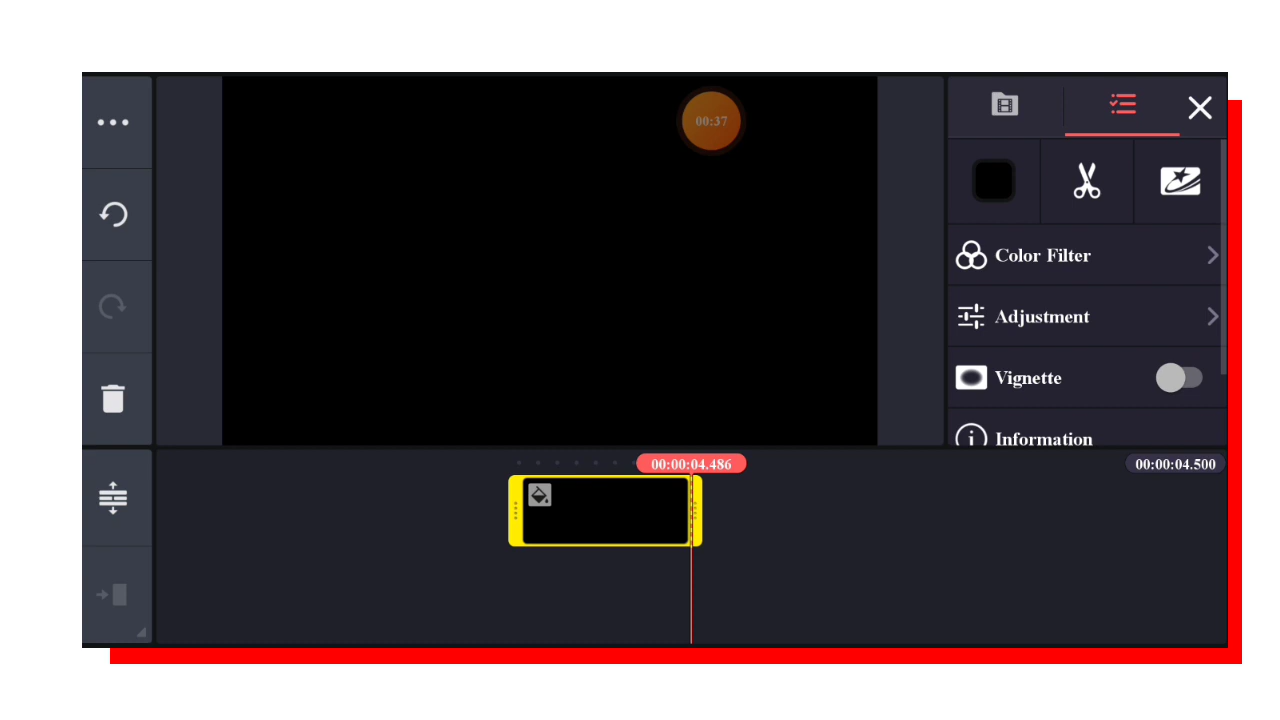 00:37
Color Filter
Adjustment
Vignette
Information
00:00:04.486
00:00:04.500